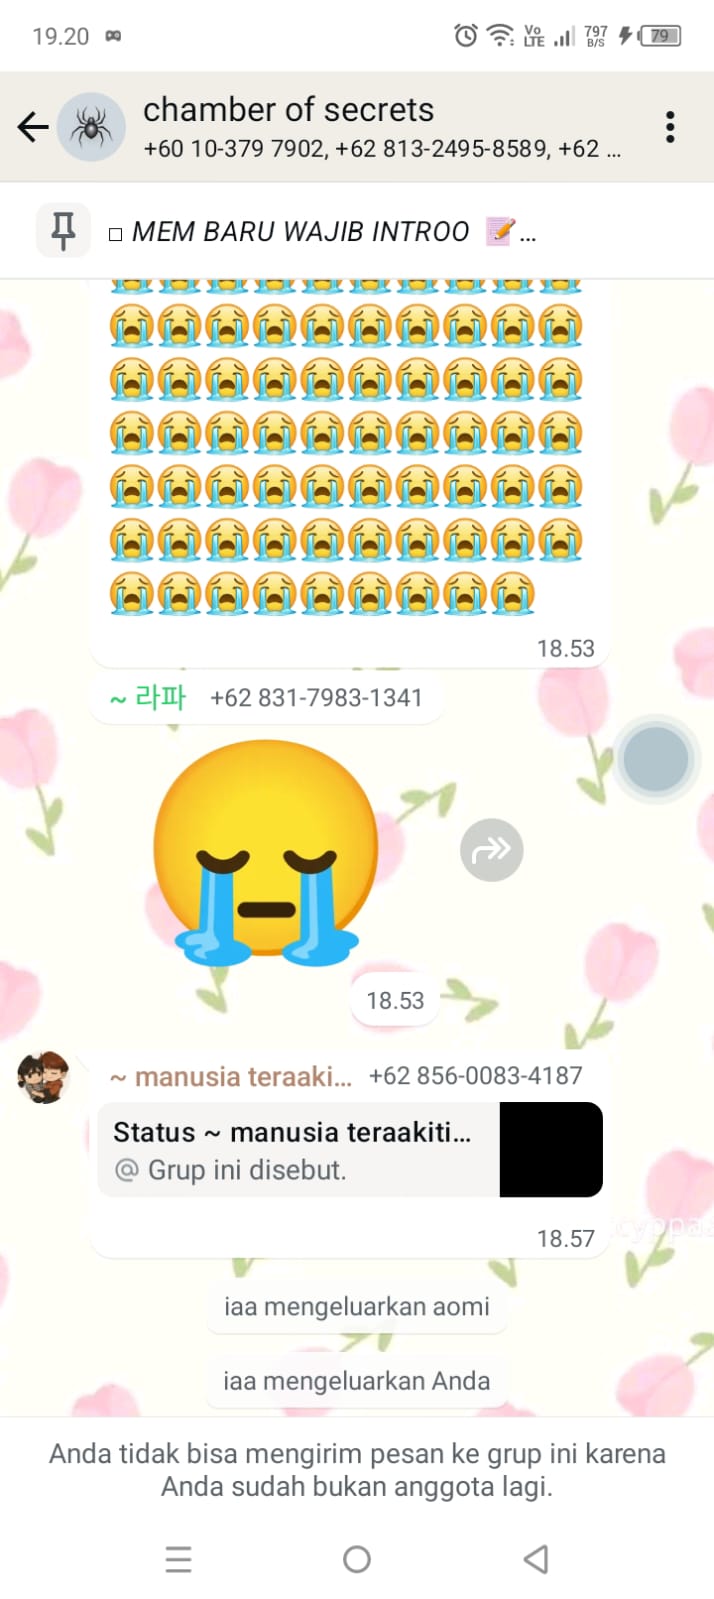 19.20
Vo LTE 797 B/S 79
chamber of secrets
+60 10-379 7902, +62 813-2495-8589, +62 ...
□ MEM BARU WAJIB INTROO 📝...
😭😭😭😭😭😭😭😭😭😭
😭😭😭😭😭😭😭😭😭😭
😭😭😭😭😭😭😭😭😭😭
😭😭😭😭😭😭😭😭😭😭
😭😭😭😭😭😭😭😭😭😭
😭😭😭😭😭😭😭😭😭😭
😭😭😭😭😭😭😭😭😭
18.53
~ 라파 +62 831-7983-1341
18.53
~ manusia teraaki... +62 856-0083-4187
Status ~ manusia teraakiti...
@ Grup ini disebut.
18.57
iaa mengeluarkan aomi
iaa mengeluarkan Anda
Anda tidak bisa mengirim pesan ke grup ini karena
Anda sudah bukan anggota lagi.